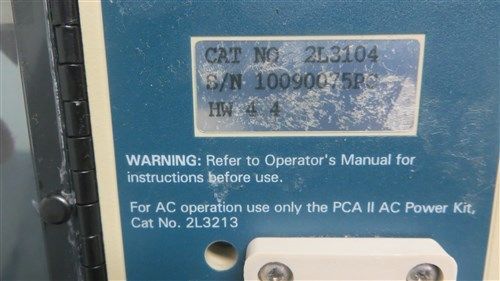 CAT NO 2L3104
S/N 10090075PC
HW 4 4
WARNING: Refer to Operator's Manual for
instructions before use.
For AC operation use only the PCA II AC Power Kit,
Cat No. 2L3213